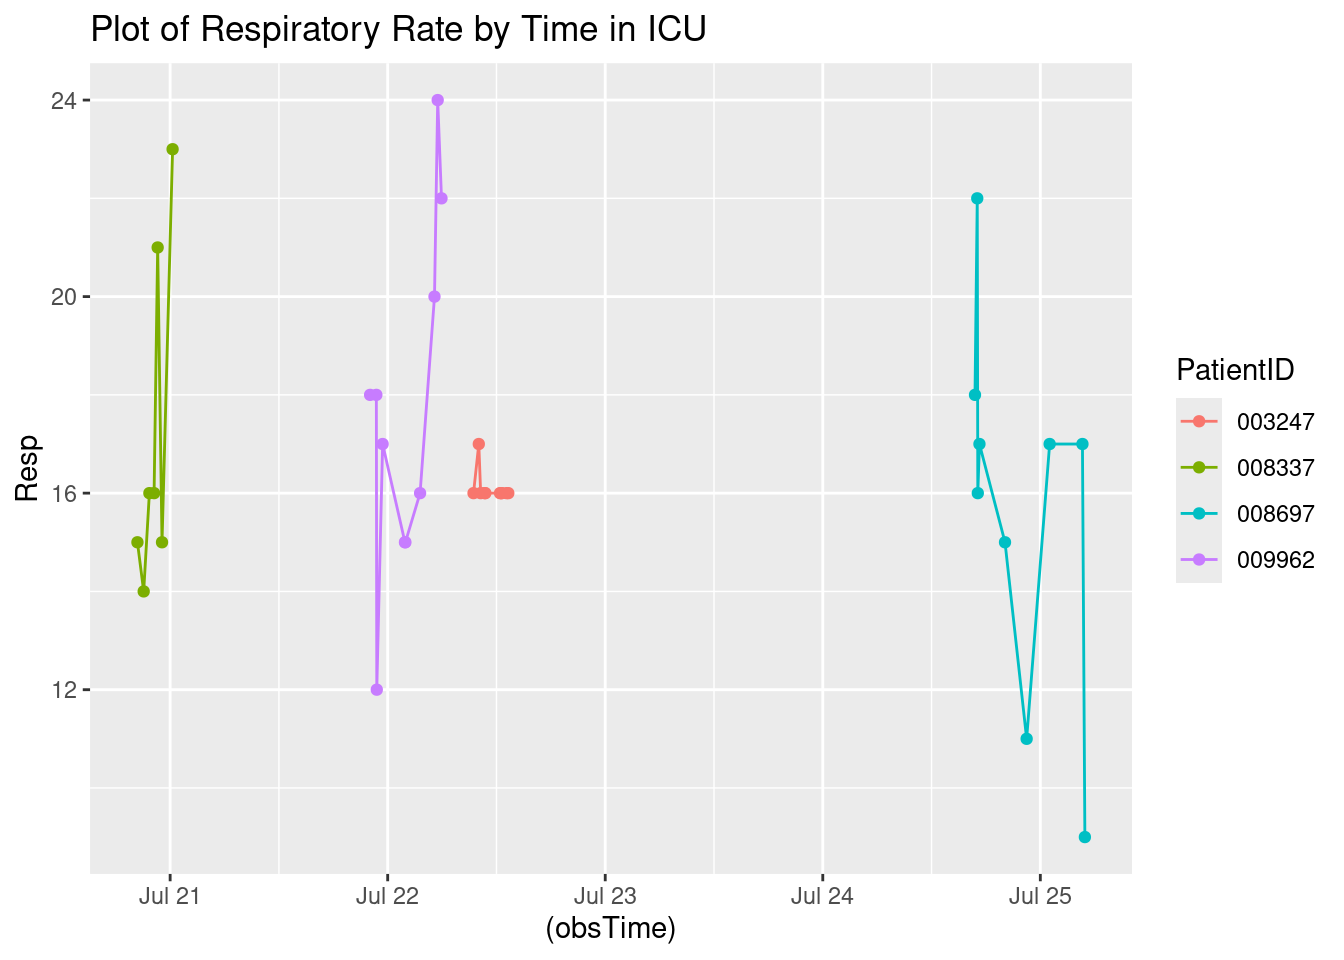 Plot of Respiratory Rate by Time in ICU
24
20
16
12
Resp
Jul 21
Jul 22
Jul 23
Jul 24
Jul 25
(obsTime)
PatientID
003247
008337
008697
009962